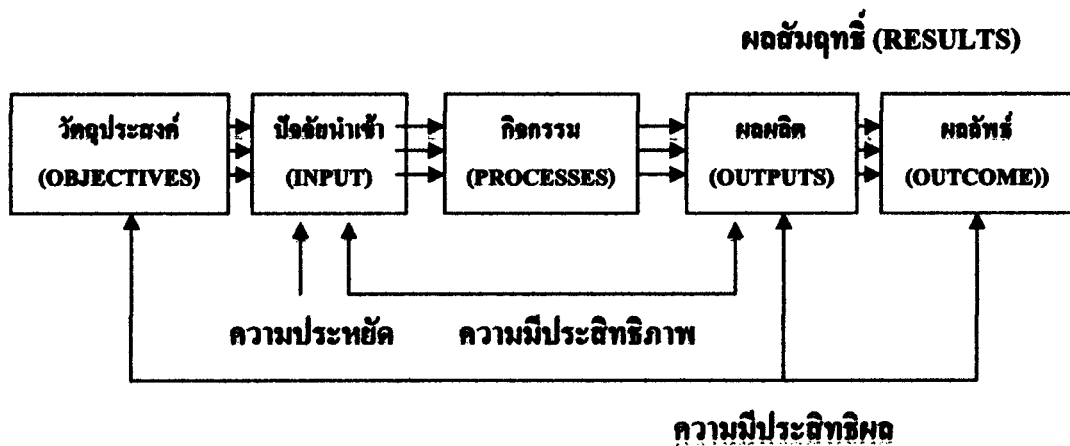 ผลสัมฤทธิ์ (RESULTS)
วัตถุประสงค์
(OBJECTIVES)
ปัจจัยนำเข้า
(INPUT)
กิจกรรม
(PROCESSES)
ผลผลิต
(OUTPUTS)
ผลลัพธ์
(OUTCOME))
ความประหยัด
ความมีประสิทธิภาพ
ความมีประสิทธิผล